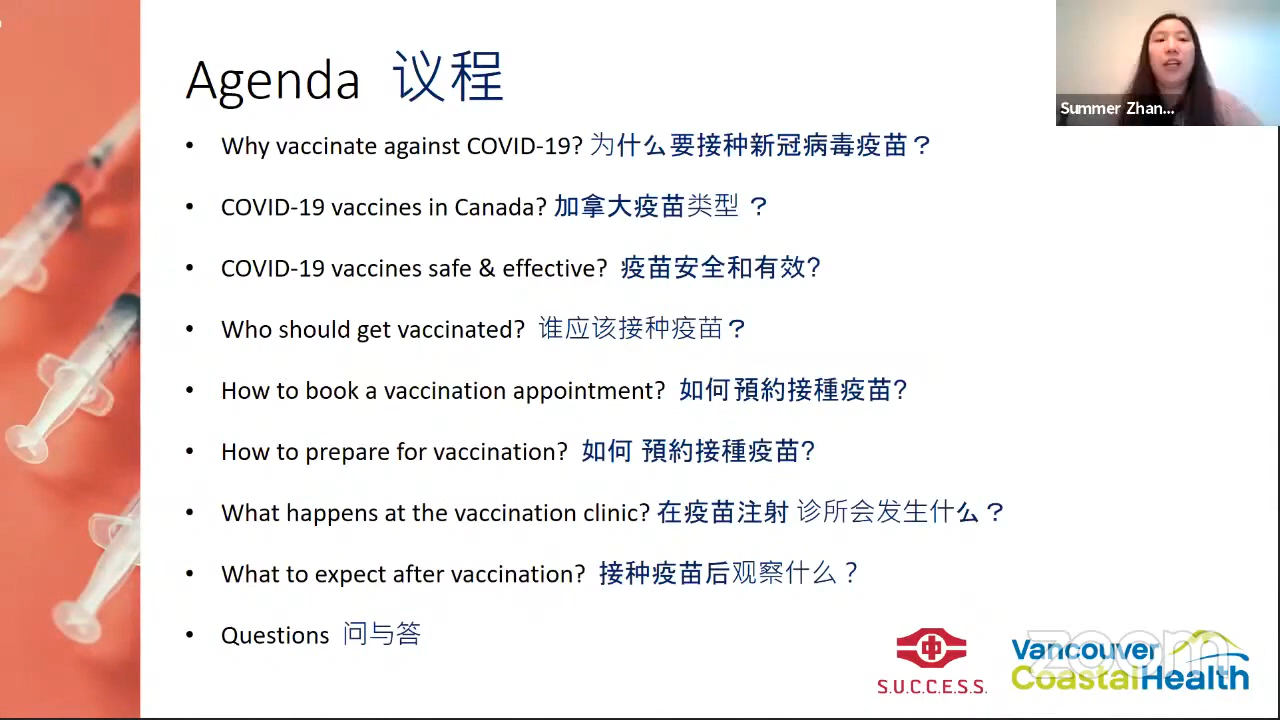 Agenda 议程
Summer Zhan...
• Why vaccinate against COVID-19? 为什么要接种新冠病毒疫苗？
• COVID-19 vaccines in Canada? 加拿大疫苗类型 ？
• COVID-19 vaccines safe & effective? 疫苗安全和有效?
• Who should get vaccinated? 谁应该接种疫苗？
• How to book a vaccination appointment? 如何預約接種疫苗?
• How to prepare for vaccination? 如何 預約接種疫苗?
• What happens at the vaccination clinic? 在疫苗注射 诊所会发生什么？
• What to expect after vaccination? 接种疫苗后观察什么？
• Questions 问与答
S.U.C.C.E.S.S.
Vancouver
CoastalHealth
zoom